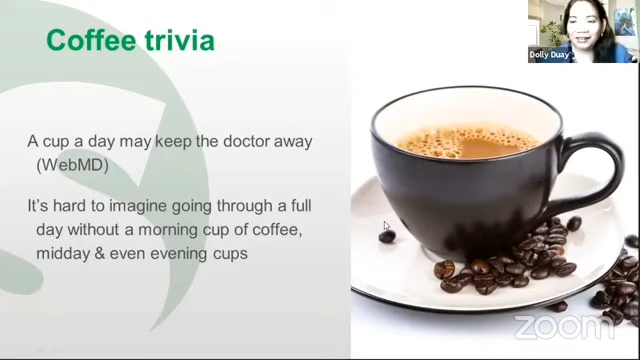 Coffee trivia
Dolly Duay
A cup a day may keep the doctor away
(WebMD)
It's hard to imagine going through a full
day without a morning cup of coffee,
midday & even evening cups
zoom